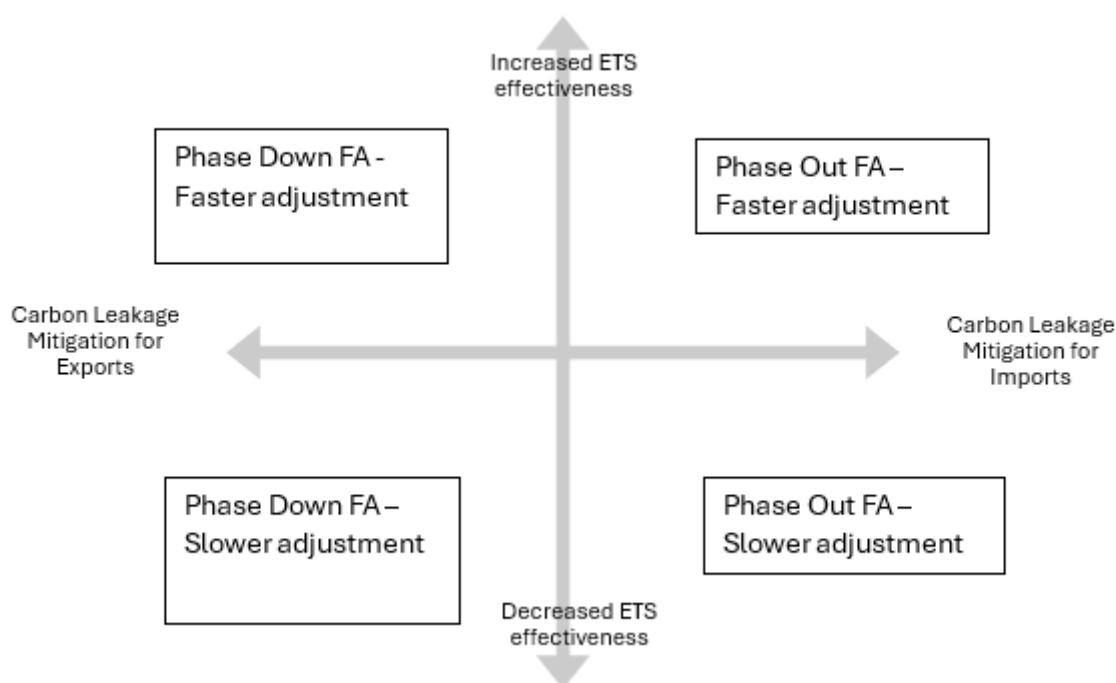 Increased ETS
effectiveness
Phase Down FA -
Faster adjustment
Phase Out FA –
Faster adjustment
Carbon Leakage
Mitigation for
Exports
Carbon Leakage
Mitigation for
Imports
Phase Down FA –
Slower adjustment
Phase Out FA –
Slower adjustment
Decreased ETS
effectiveness